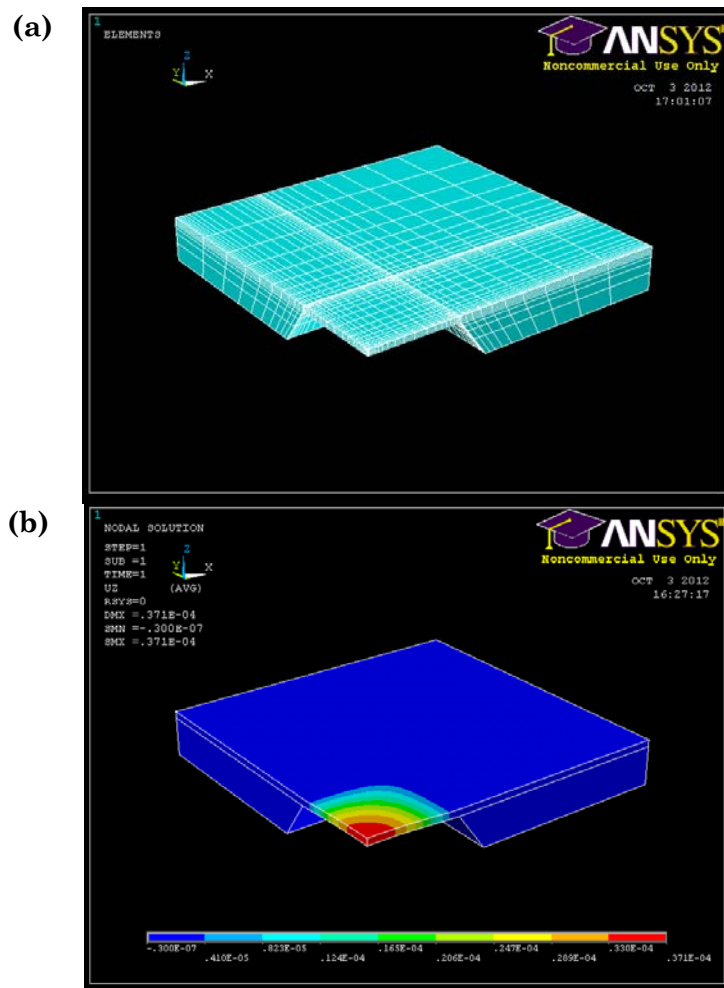 (a)
1
ELEMENTS
ANSYS
Noncommercial Use Only
OCT 3 2012
17:01:07
Z
Y X
(b)
1
NODAL SOLUTION
STEP=1
SUB =1
TIME=1
UZ (AVG)
RSYS=0
DMX =.371E-04
SMN =-.300E-07
SMX =.371E-04
ANSYS
Noncommercial Use Only
OCT 3 2012
16:27:17
Z
Y X
-.300E-07 .823E-05 .165E-04 .247E-04 .330E-04
.410E-05 .124E-04 .206E-04 .289E-04 .371E-04